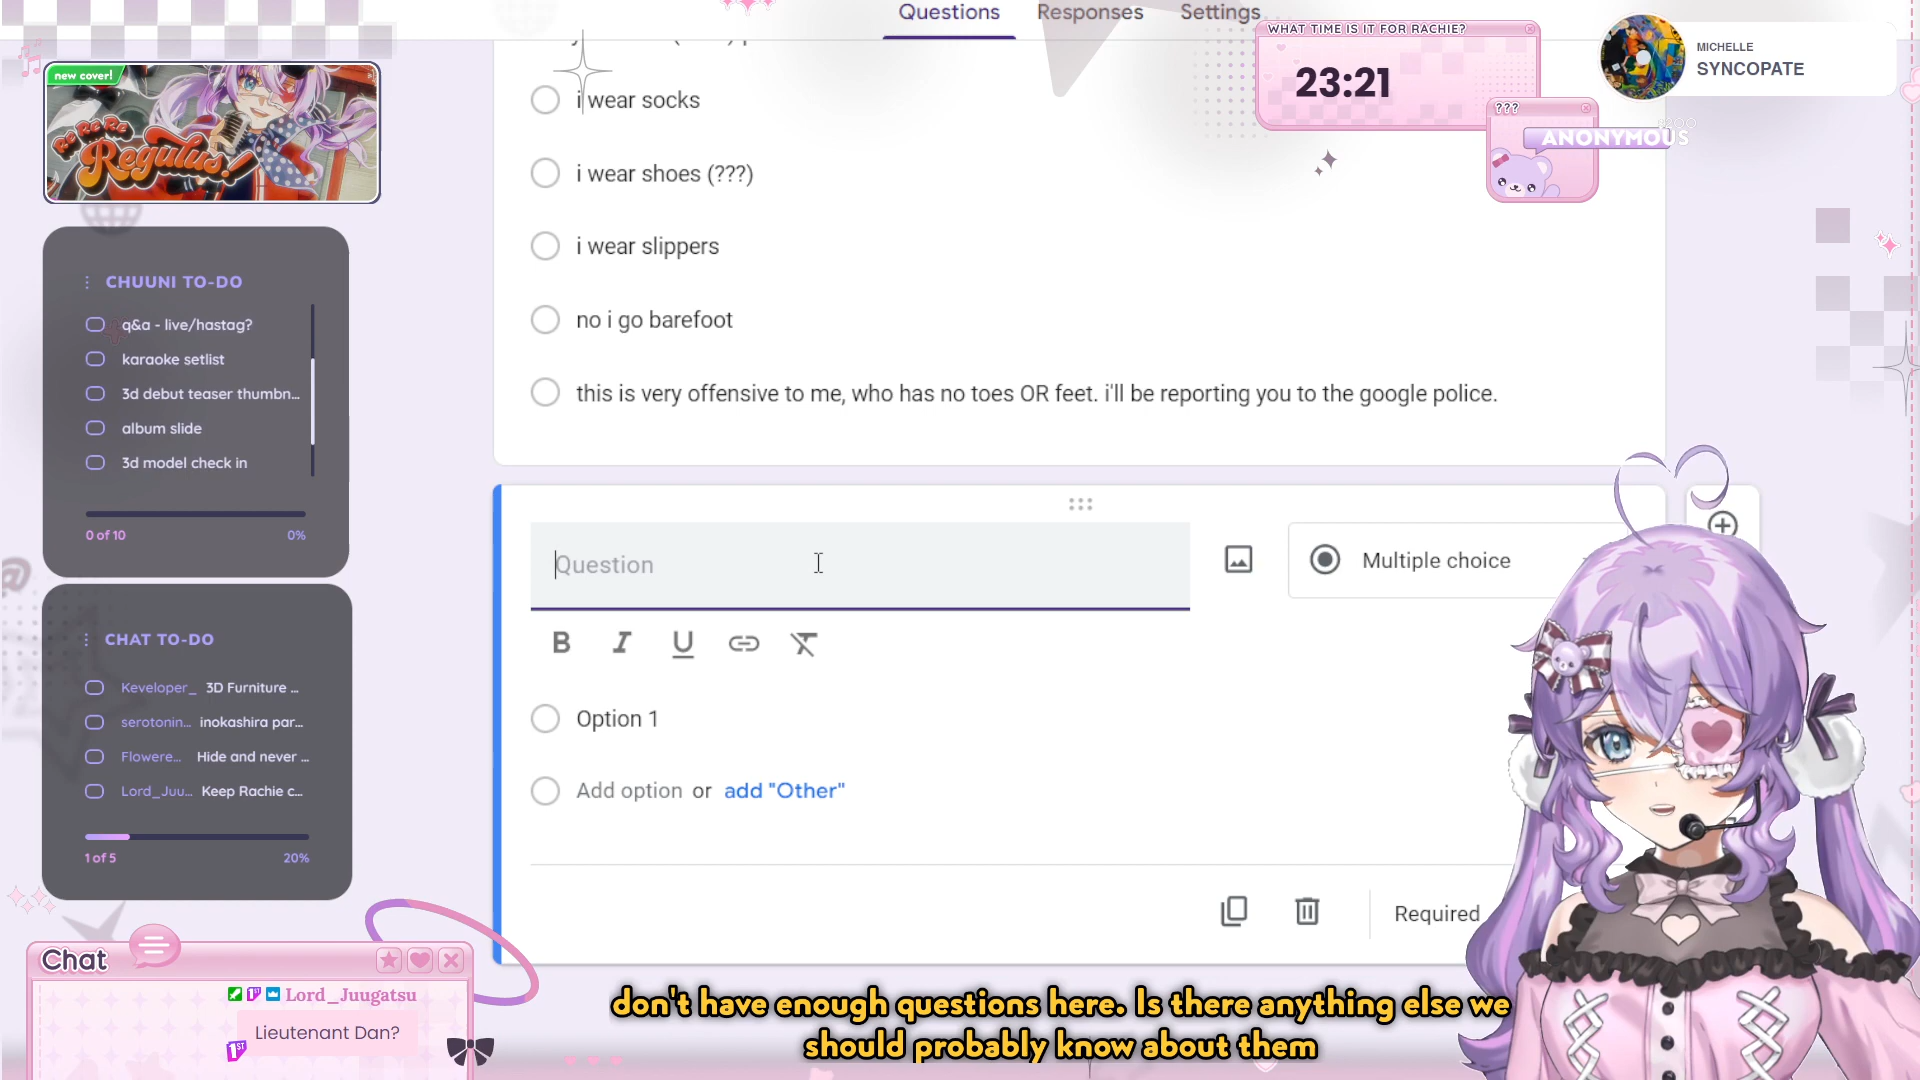 Questions
Responses
Settings
WHAT TIME IS IT FOR RACHIE?
23:21
MICHELLE
SYNCOPATE
???
ANONYMOUS
new cover!
Re Re Re
Regulus!
i wear socks
i wear shoes (???)
i wear slippers
no i go barefoot
this is very offensive to me, who has no toes OR feet. i'll be reporting you to the google police.
CHUUNI TO-DO
q&a - live/hastag?
karaoke setlist
3d debut teaser thumbn...
album slide
3d model check in
0 of 10
0%
Question
Multiple choice
B I U
Option 1
Add option or add "Other"
Required
CHAT TO-DO
Keveloper_ 3D Furniture ...
serotonin... inokashira par...
Flowere... Hide and never ...
Lord_Juu... Keep Rachie c...
1 of 5
20%
Chat
Lord_Juugatsu
Lieutenant Dan?
1ST
don't have enough questions here. Is there anything else we
should probably know about them